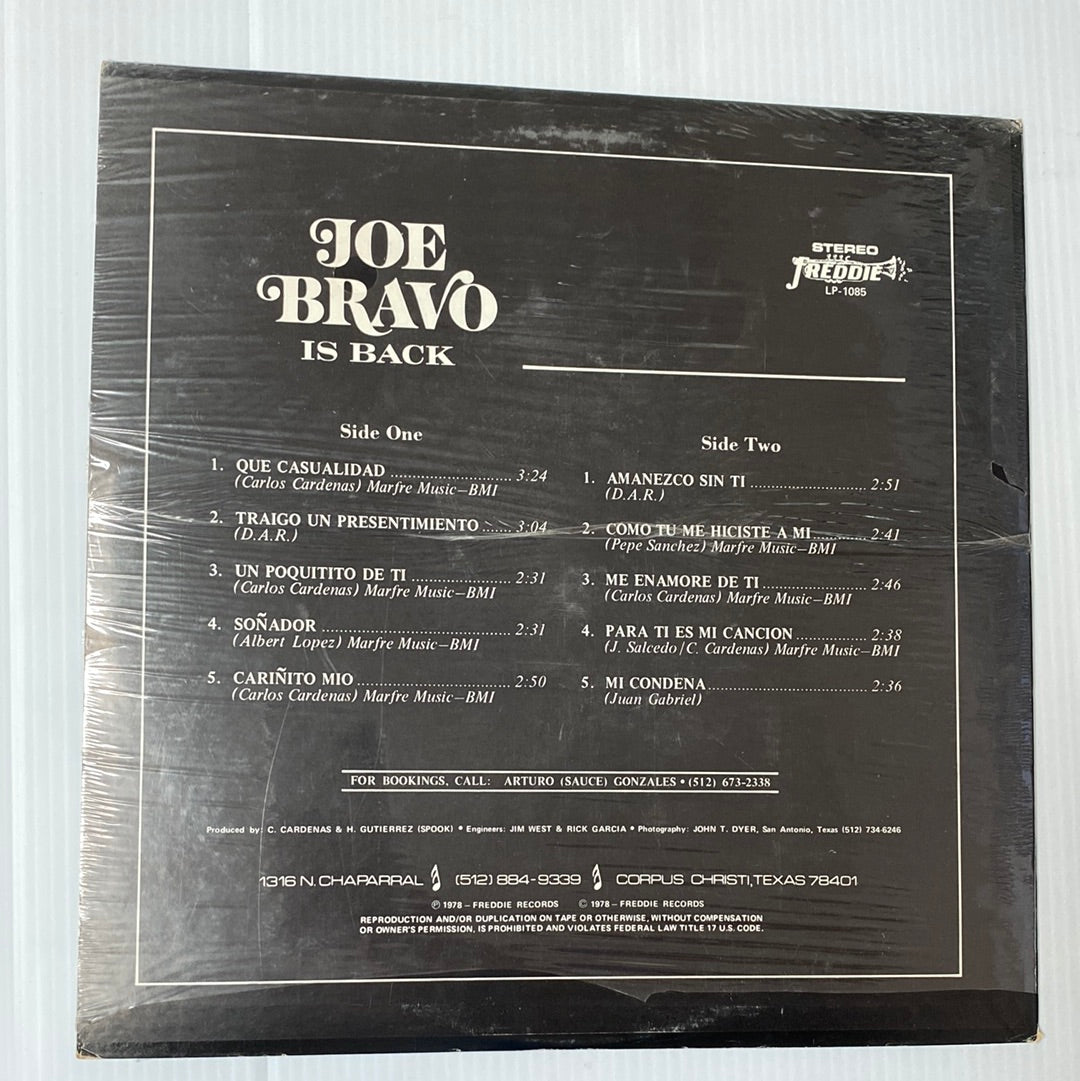 JOE
BRAVO
IS BACK
STEREO
FREDDIE
LP-1085
Side One
1. QUE CASUALIDAD ........................ 3:24
(Carlos Cardenas) Marfre Music—BMI
2. TRAIGO UN PRESENTIMIENTO ....... 3:04
(D.A.R.)
3. UN POQUITITO DE TI ...................... 2:31
(Carlos Cardenas) Marfre Music—BMI
4. SOÑADOR .......................................... 2:31
(Albert Lopez) Marfre Music—BMI
5. CARIÑITO MIO ................................... 2:50
(Carlos Cardenas) Marfre Music—BMI
Side Two
1. AMANEZCO SIN TI .......................... 2:51
(D.A.R.)
2. COMO TU ME HICISTE A MI ............ 2:41
(Pepe Sanchez) Marfre Music—BMI
3. ME ENAMORE DE TI ........................ 2:46
(Carlos Cardenas) Marfre Music—BMI
4. PARA TI ES MI CANCION ................ 2:38
(J. Salcedo/C. Cardenas) Marfre Music—BMI
5. MI CONDENA .................................... 2:36
(Juan Gabriel)
FOR BOOKINGS, CALL: ARTURO (SAUCE) GONZALES • (512) 673-2338
Produced by: C. CARDENAS & H. GUTIERREZ (SPOOK) • Engineers: JIM WEST & RICK GARCIA • Photography: JOHN T. DYER, San Antonio, Texas (512) 734-6246
1316 N. CHAPARRAL (512) 884-9339 CORPUS CHRISTI, TEXAS 78401
℗ 1978 – FREDDIE RECORDS © 1978 – FREDDIE RECORDS
REPRODUCTION AND/OR DUPLICATION ON TAPE OR OTHERWISE, WITHOUT COMPENSATION
OR OWNER'S PERMISSION, IS PROHIBITED AND VIOLATES FEDERAL LAW TITLE 17 U.S. CODE.